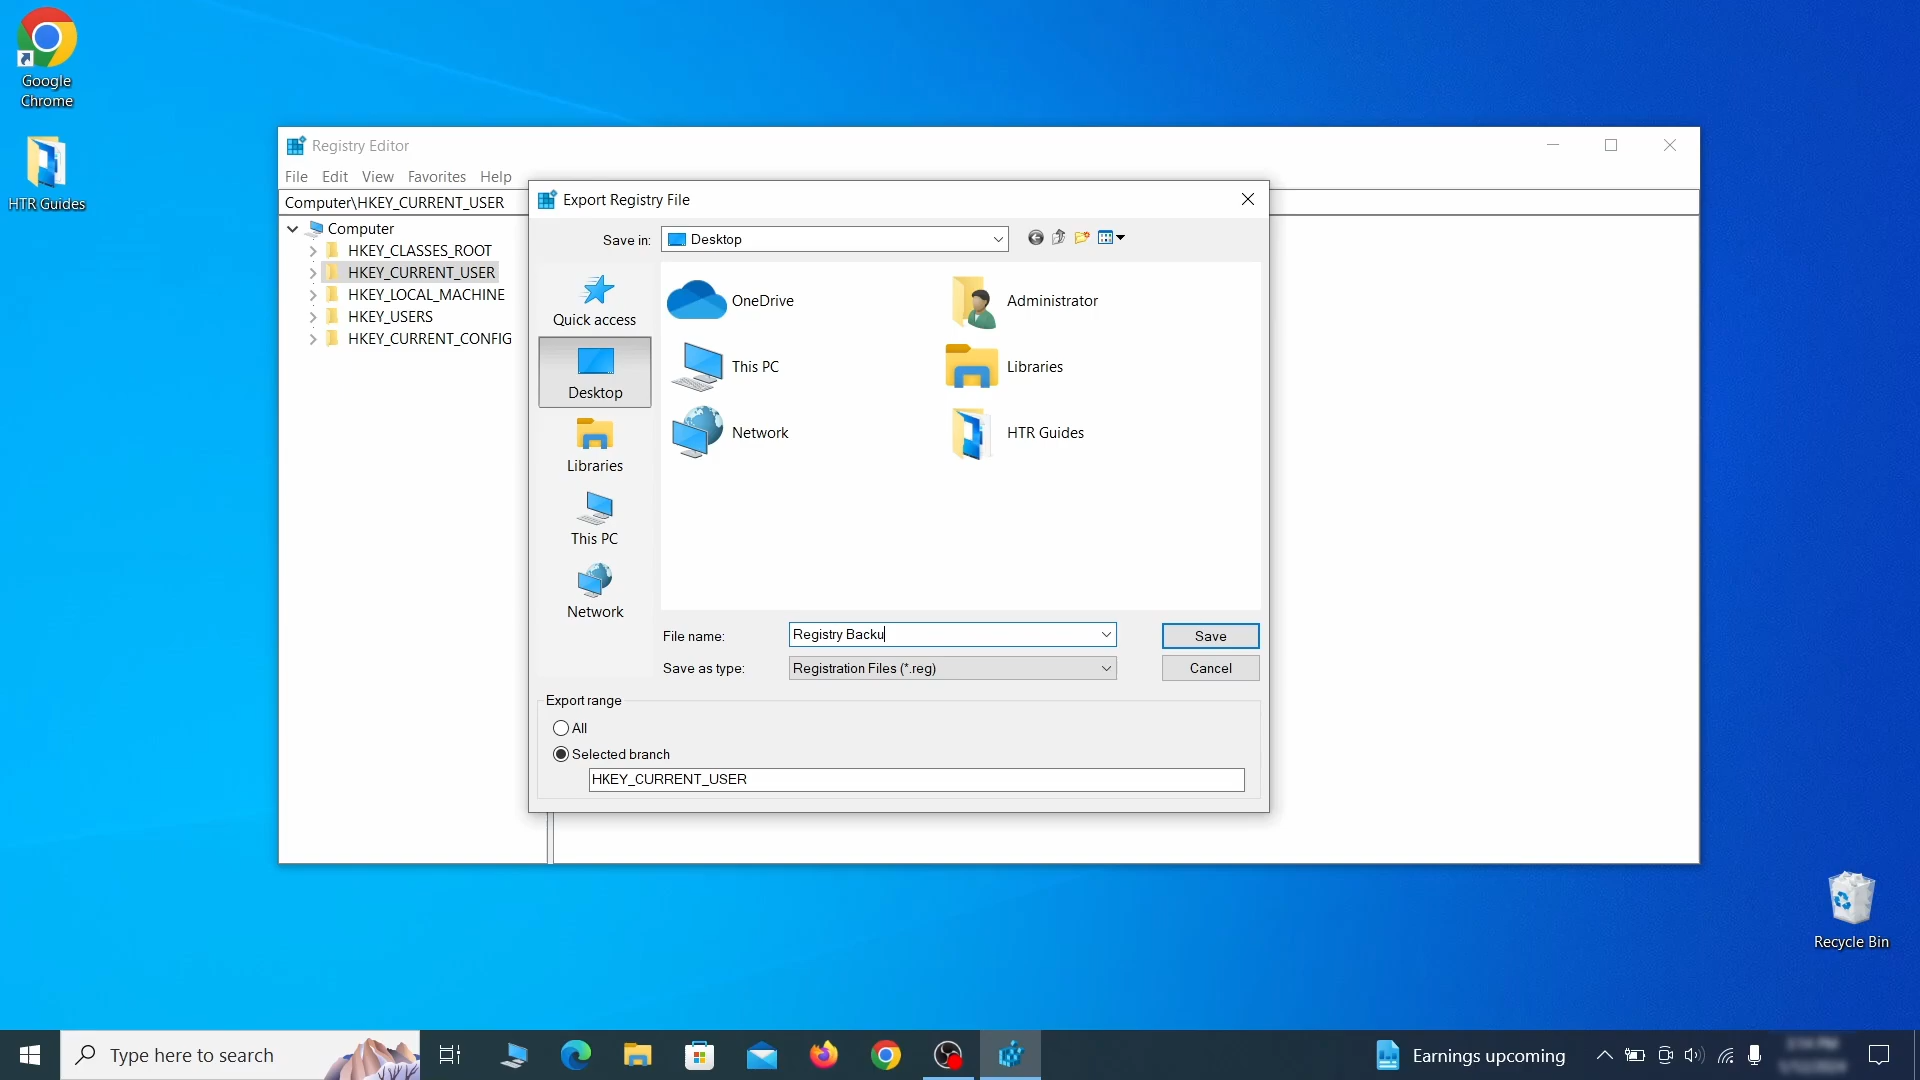 Google
Chrome
HTR Guides
Registry Editor
File Edit View Favorites Help
Computer\HKEY_CURRENT_USER
Computer
HKEY_CLASSES_ROOT
HKEY_CURRENT_USER
HKEY_LOCAL_MACHINE
HKEY_USERS
HKEY_CURRENT_CONFIG
Export Registry File
Save in: Desktop
Quick access
Desktop
Libraries
This PC
Network
OneDrive
Administrator
This PC
Libraries
Network
HTR Guides
File name: Registry Backu
Save
Save as type: Registration Files (*.reg)
Cancel
Export range
All
Selected branch
HKEY_CURRENT_USER
Recycle Bin
Type here to search
Earnings upcoming